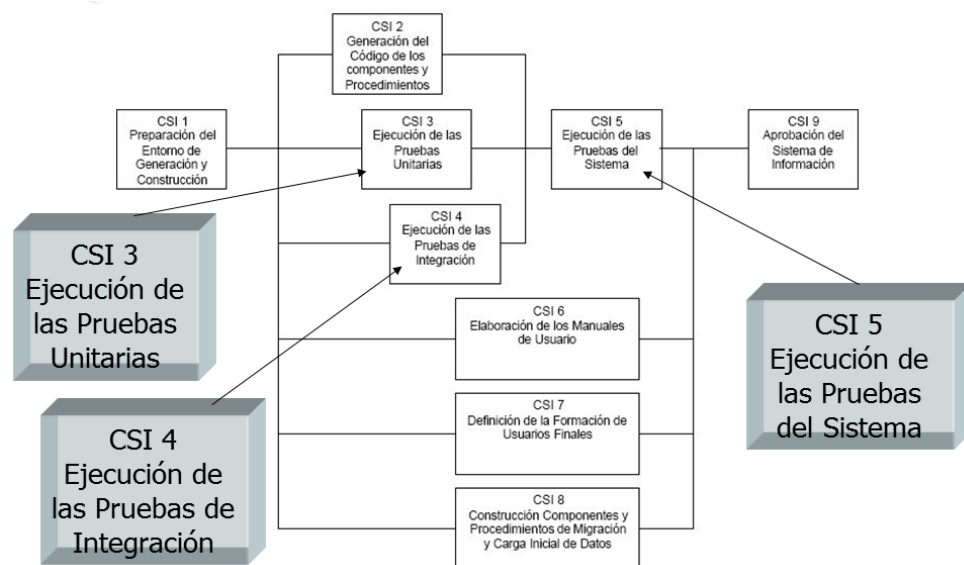 CSI 2
Generación del
Código de los
componentes y
Procedimientos
CSI 1
Preparación del
Entorno de
Generación y
Construcción
CSI 3
Ejecución de las
Pruebas
Unitarias
CSI 5
Ejecución de las
Pruebas del
Sistema
CSI 9
Aprobación del
Sistema de
Información
CSI 4
Ejecución de las
Pruebas de
Integración
CSI 3
Ejecución de
las Pruebas
Unitarias
CSI 6
Elaboración de los Manuales
de Usuario
CSI 5
Ejecución de
las Pruebas
del Sistema
CSI 7
Definición de la Formación de
Usuarios Finales
CSI 4
Ejecución de
las Pruebas de
Integración
CSI 8
Construcción Componentes y
Procedimientos de Migración
y Carga Inicial de Datos